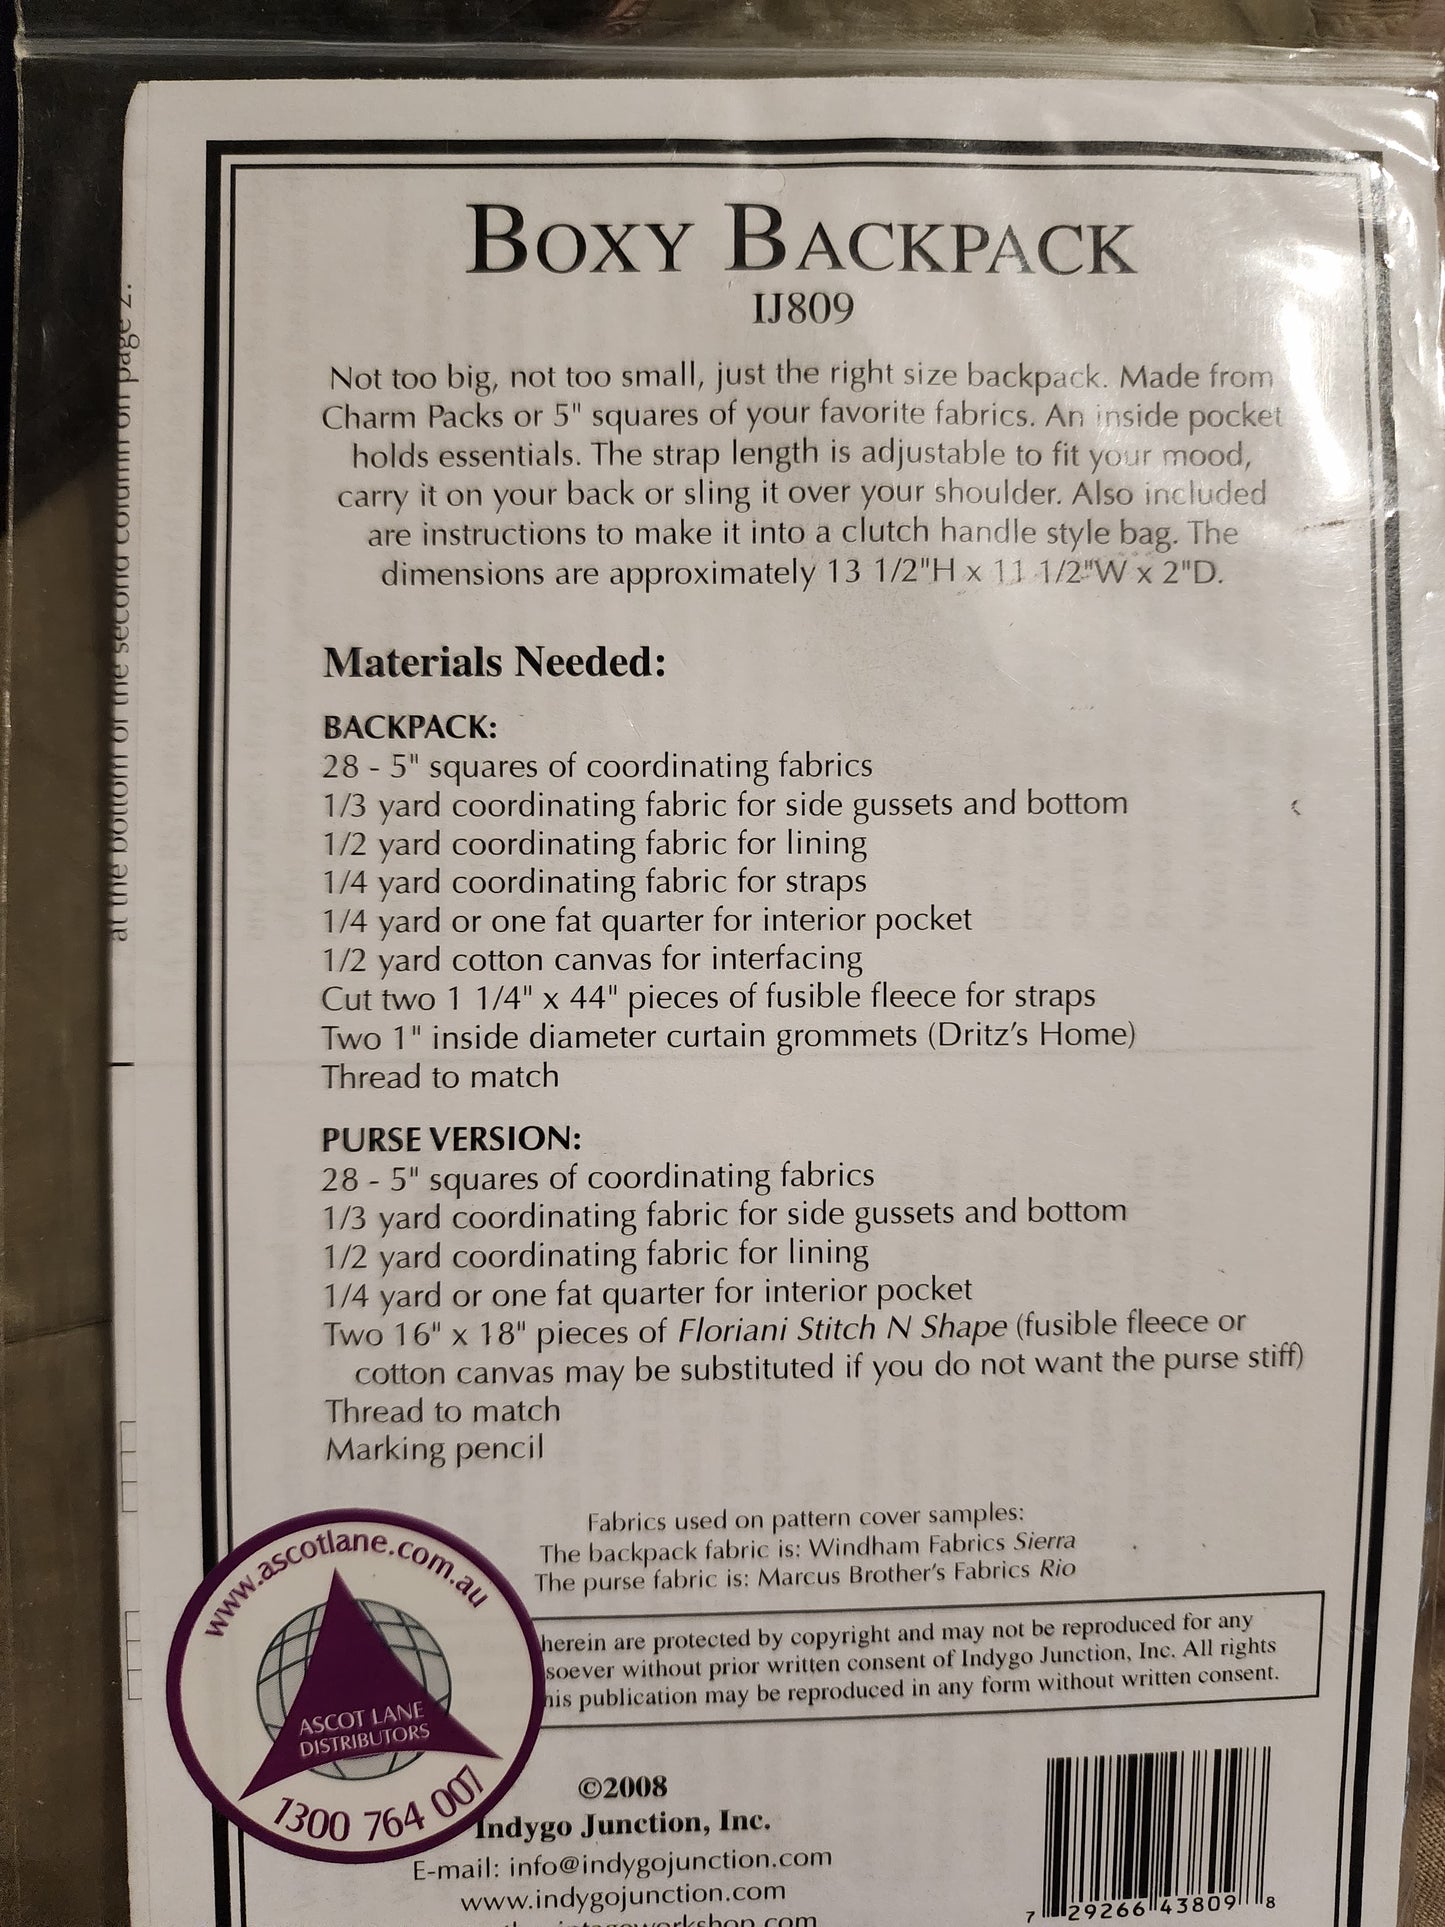 BOXY BACKPACK
IJ809
Not too big, not too small, just the right size backpack. Made from
Charm Packs or 5" squares of your favorite fabrics. An inside pocket
holds essentials. The strap length is adjustable to fit your mood,
carry it on your back or sling it over your shoulder. Also included
are instructions to make it into a clutch handle style bag. The
dimensions are approximately 13 1/2"H x 11 1/2"W x 2"D.
Materials Needed:
BACKPACK:
28 - 5" squares of coordinating fabrics
1/3 yard coordinating fabric for side gussets and bottom
1/2 yard coordinating fabric for lining
1/4 yard coordinating fabric for straps
1/4 yard or one fat quarter for interior pocket
1/2 yard cotton canvas for interfacing
Cut two 1 1/4" x 44" pieces of fusible fleece for straps
Two 1" inside diameter curtain grommets (Dritz's Home)
Thread to match
PURSE VERSION:
28 - 5" squares of coordinating fabrics
1/3 yard coordinating fabric for side gussets and bottom
1/2 yard coordinating fabric for lining
1/4 yard or one fat quarter for interior pocket
Two 16" x 18" pieces of Floriani Stitch N Shape (fusible fleece or
cotton canvas may be substituted if you do not want the purse stiff)
Thread to match
Marking pencil
Fabrics used on pattern cover samples:
The backpack fabric is: Windham Fabrics Sierra
The purse fabric is: Marcus Brother's Fabrics Rio
herein are protected by copyright and may not be reproduced for any
soever without prior written consent of Indygo Junction, Inc. All rights
his publication may be reproduced in any form without written consent.
©2008
Indygo Junction, Inc.
E-mail: info@indygojunction.com
www.indygojunction.com
7 29266 43809 8
www.ascotlane.com.au
ASCOT LANE
DISTRIBUTORS
1300 764 007
at the bottom of the second column on page 2.